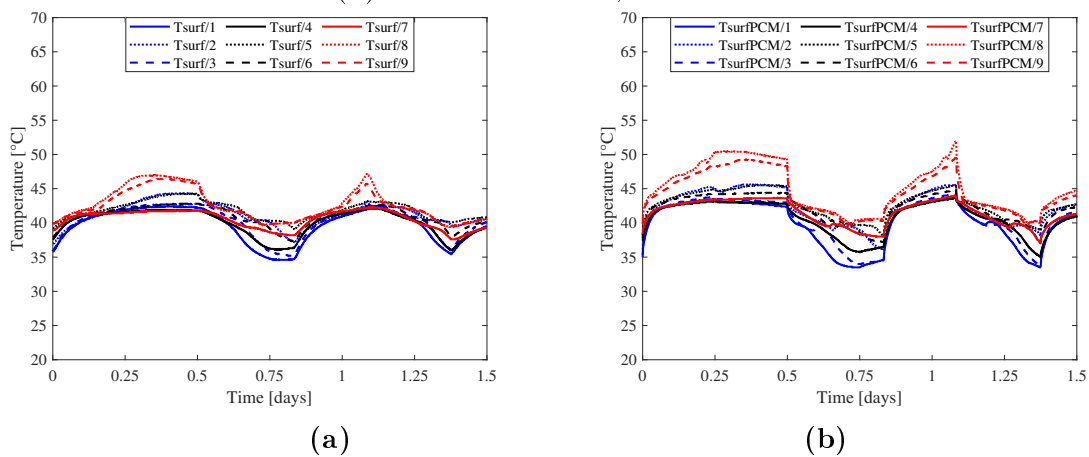 70
65
60
55
50
45
40
35
30
25
20
Temperature [°C]
Tsurf/1 Tsurf/4 Tsurf/7
Tsurf/2 Tsurf/5 Tsurf/8
Tsurf/3 Tsurf/6 Tsurf/9
0 0.25 0.5 0.75 1 1.25 1.5
Time [days]
(a)
70
65
60
55
50
45
40
35
30
25
20
Temperature [°C]
TsurfPCM/1 TsurfPCM/4 TsurfPCM/7
TsurfPCM/2 TsurfPCM/5 TsurfPCM/8
TsurfPCM/3 TsurfPCM/6 TsurfPCM/9
0 0.25 0.5 0.75 1 1.25 1.5
Time [days]
(b)